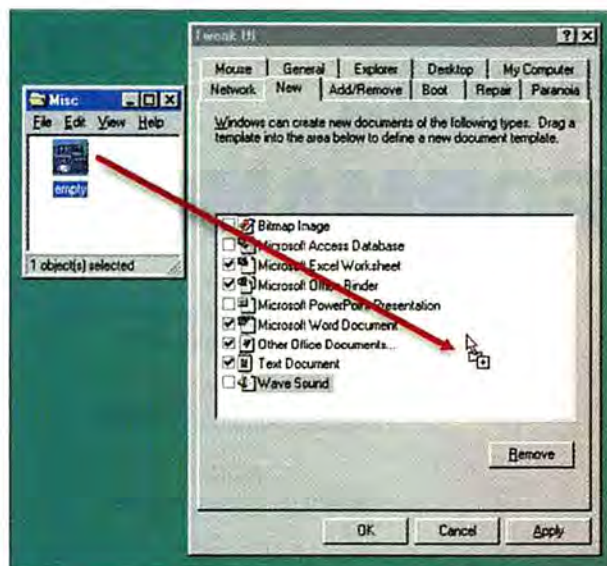 Tweak UI
Mouse General Explorer Desktop My Computer
Network New Add/Remove Boot Repair Paranoia
Windows can create new documents of the following types. Drag a
template into the area below to define a new document template.
Misc
File Edit View Help
empty
1 object(s) selected
Bitmap Image
Microsoft Access Database
Microsoft Excel Worksheet
Microsoft Office Binder
Microsoft PowerPoint Presentation
Microsoft Word Document
Other Office Documents...
Text Document
Wave Sound
Remove
OK Cancel Apply